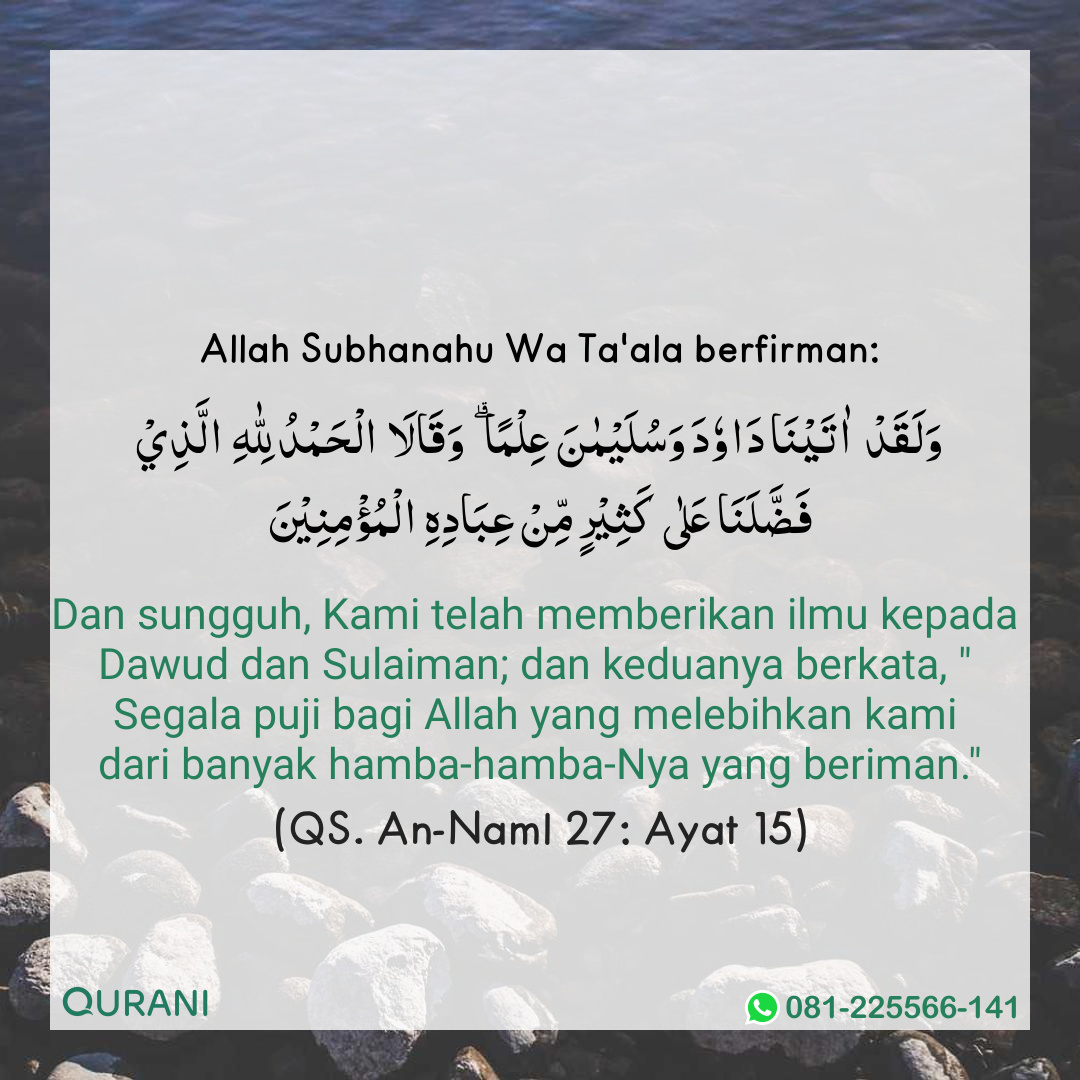 Allah Subhanahu Wa Ta'ala berfirman:
وَلَقَدْ اٰتَيْنَا دَاوٗدَ وَسُلَيْمٰنَ عِلْمًاۗ وَقَالَا الْحَمْدُ لِلّٰهِ الَّذِيْ
فَضَّلَنَا عَلٰى كَثِيْرٍ مِّنْ عِبَادِهِ الْمُؤْمِنِيْنَ
Dan sungguh, Kami telah memberikan ilmu kepada
Dawud dan Sulaiman; dan keduanya berkata, "
Segala puji bagi Allah yang melebihkan kami
dari banyak hamba-hamba-Nya yang beriman."
(QS. An-Naml 27: Ayat 15)
QURANI
081-225566-141